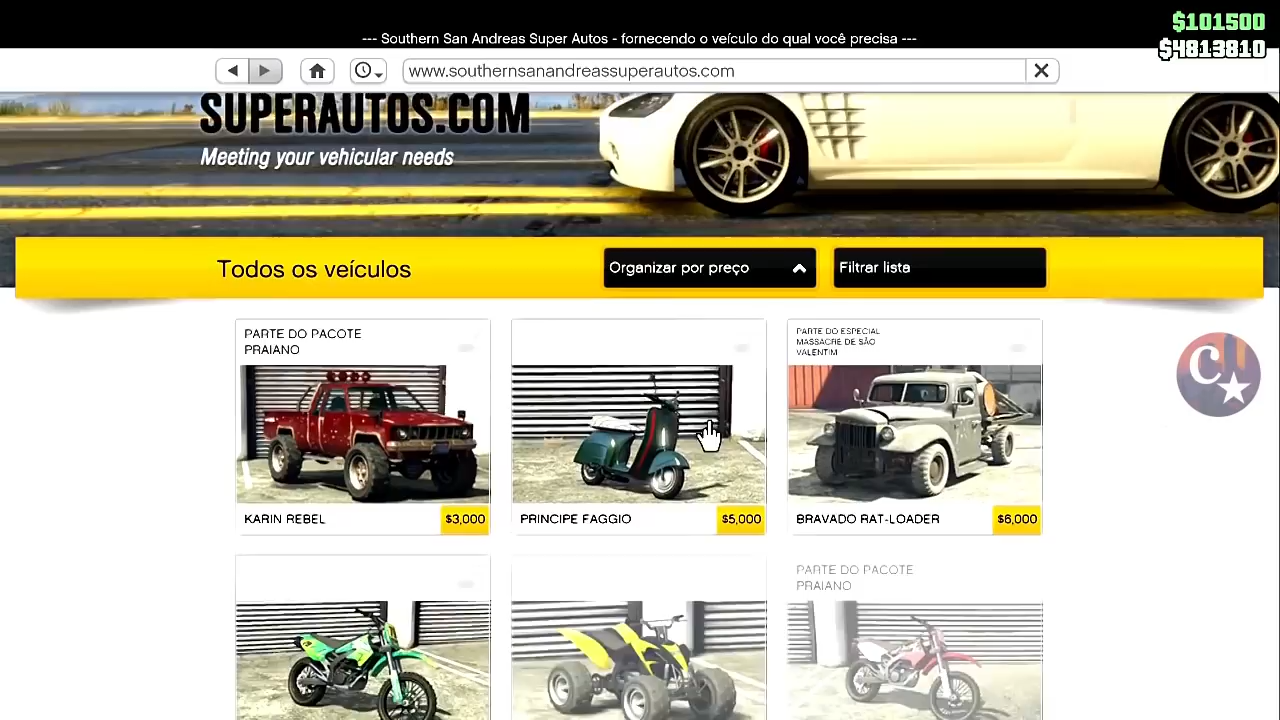 $101500
--- Southern San Andreas Super Autos - fornecendo o veículo do qual você precisa ---
$4813810
www.southernsanandreassuperautos.com
SUPERAUTOS.COM
Meeting your vehicular needs
Todos os veículos
Organizar por preço
Filtrar lista
PARTE DO PACOTE
PRAIANO
PARTE DO ESPECIAL
MASSACRE DE SÃO
VALENTIM
C
KARIN REBEL
$3,000
PRINCIPE FAGGIO
$5,000
BRAVADO RAT-LOADER
$6,000
PARTE DO PACOTE
PRAIANO